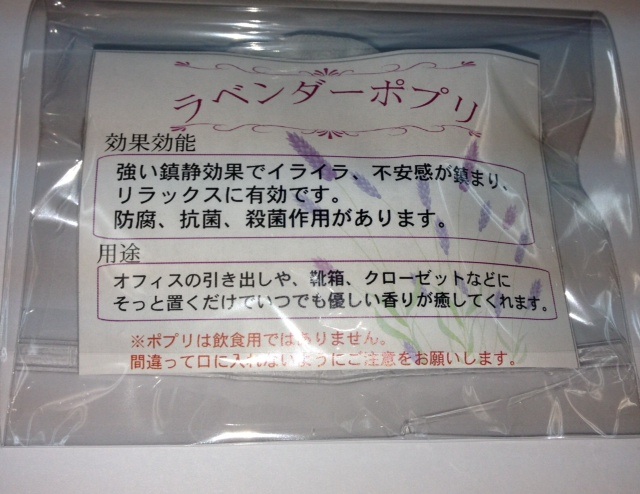 ラベンダーポプリ
効果効能
強い鎮静効果でイライラ、不安感が鎮まり、
リラックスに有効です。
防腐、抗菌、殺菌作用があります。
用途
オフィスの引き出しや、靴箱、クローゼットなどに
そっと置くだけでいつでも優しい香りが癒してくれます。
※ポプリは飲食用ではありません。
間違って口に入れないようにご注意をお願いします。